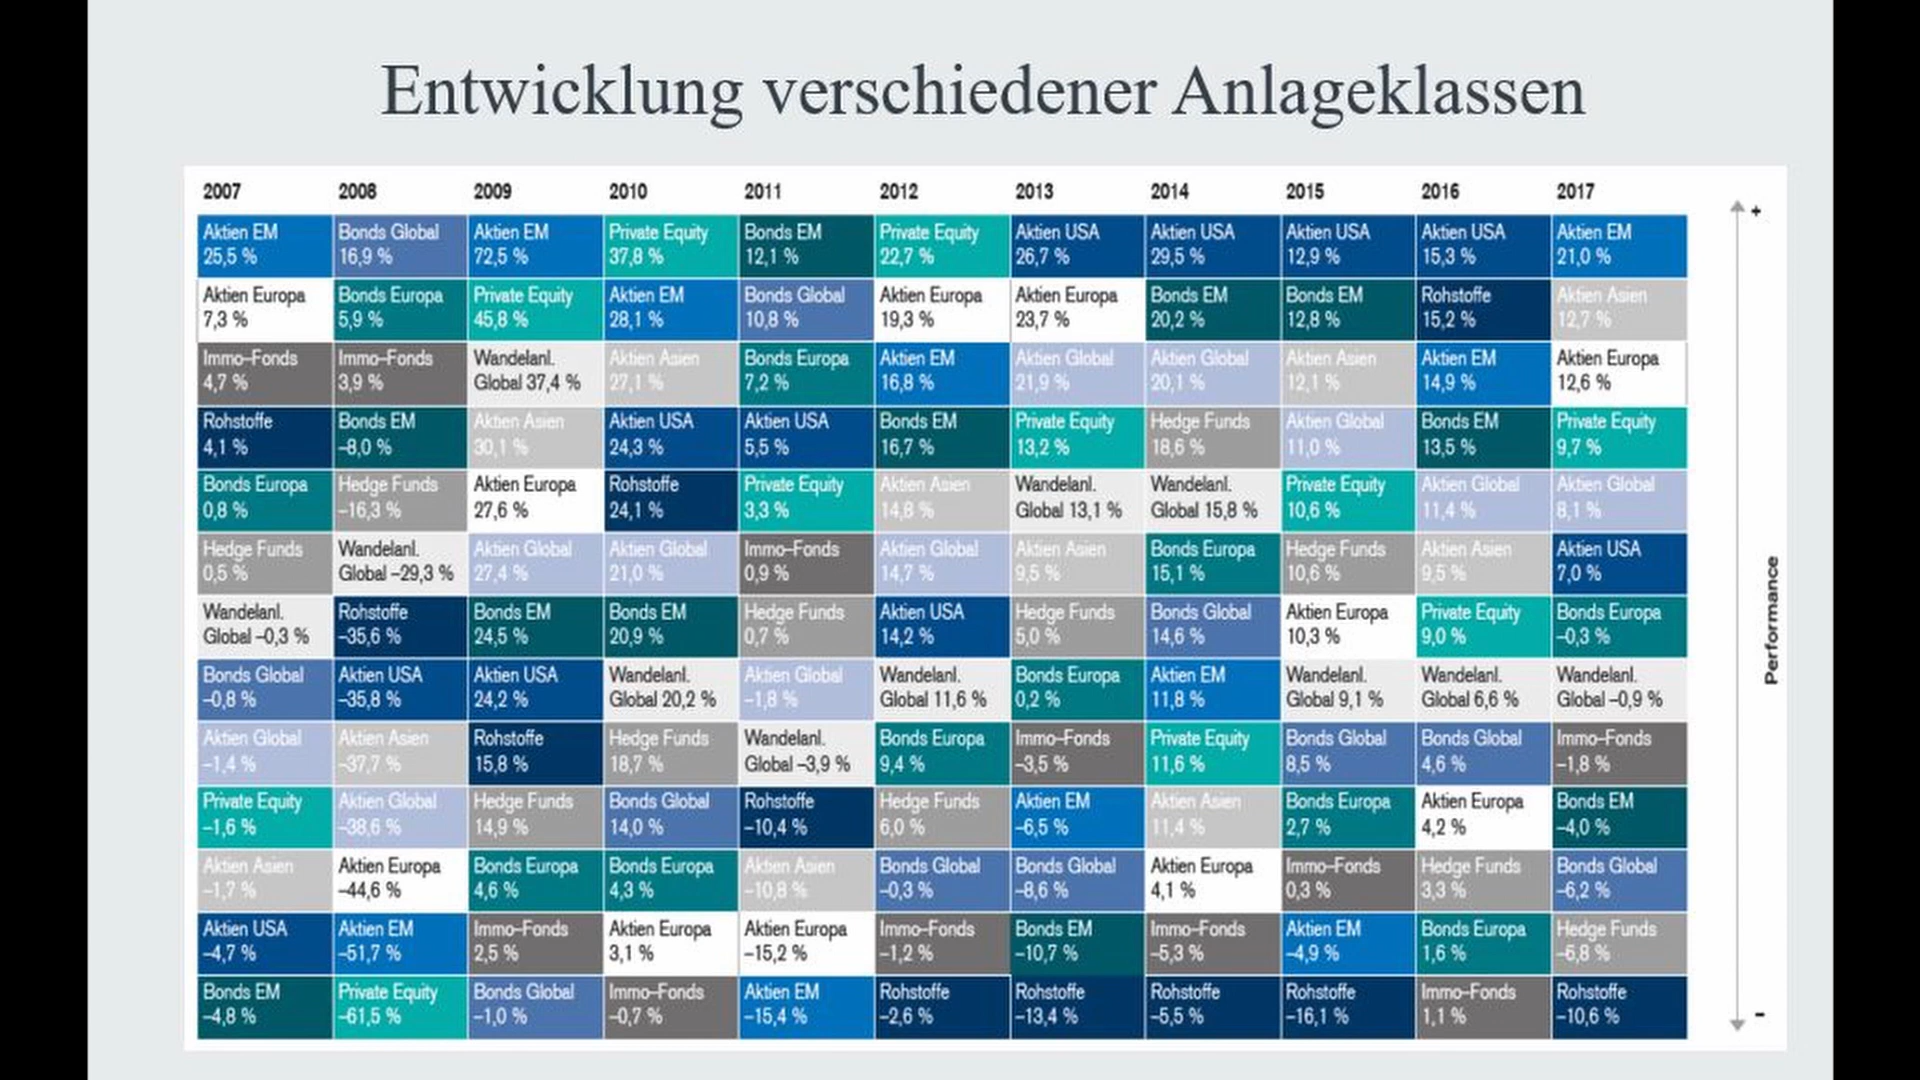 Entwicklung verschiedener Anlageklassen
2007 2008 2009 2010 2011 2012 2013 2014 2015 2016 2017
+
Aktien EM Bonds Global Aktien EM Private Equity Bonds EM Private Equity Aktien USA Aktien USA Aktien USA Aktien USA Aktien EM
25,5 % 16,9 % 72,5 % 37,8 % 12,1 % 22,7 % 26,7 % 29,5 % 12,9 % 15,3 % 21,0 %
Aktien Europa Bonds Europa Private Equity Aktien EM Bonds Global Aktien Europa Aktien Europa Bonds EM Bonds EM Rohstoffe Aktien Asien
7,3 % 5,9 % 45,8 % 28,1 % 10,8 % 19,3 % 23,7 % 20,2 % 12,8 % 15,2 % 12,7 %
Immo–Fonds Immo–Fonds Wandelanl. Aktien Asien Bonds Europa Aktien EM Aktien Global Aktien Global Aktien Asien Aktien EM Aktien Europa
4,7 % 3,9 % Global 37,4 % 27,1 % 7,2 % 16,8 % 21,9 % 20,1 % 12,1 % 14,9 % 12,6 %
Rohstoffe Bonds EM Aktien Asien Aktien USA Aktien USA Bonds EM Private Equity Hedge Funds Aktien Global Bonds EM Private Equity
4,1 % –8,0 % 30,1 % 24,3 % 5,5 % 16,7 % 13,2 % 18,6 % 11,0 % 13,5 % 9,7 %
Bonds Europa Hedge Funds Aktien Europa Rohstoffe Private Equity Aktien Asien Wandelanl. Wandelanl. Private Equity Aktien Global Aktien Global
0,8 % –16,3 % 27,6 % 24,1 % 3,3 % 14,8 % Global 13,1 % Global 15,8 % 10,6 % 11,4 % 8,1 %
Hedge Funds Wandelanl. Aktien Global Aktien Global Immo–Fonds Aktien Global Aktien Asien Bonds Europa Hedge Funds Aktien Asien Aktien USA
0,5 % Global –29,3 % 27,4 % 21,0 % 0,9 % 14,7 % 9,5 % 15,1 % 10,6 % 9,5 % 7,0 %
Wandelanl. Rohstoffe Bonds EM Bonds EM Hedge Funds Aktien USA Hedge Funds Bonds Global Aktien Europa Private Equity Bonds Europa
Global –0,3 % –35,6 % 24,5 % 20,9 % 0,7 % 14,2 % 5,0 % 14,6 % 10,3 % 9,0 % –0,3 %
Bonds Global Aktien USA Aktien USA Wandelanl. Aktien Global Wandelanl. Bonds Europa Aktien EM Wandelanl. Wandelanl. Wandelanl.
–0,8 % –35,8 % 24,2 % Global 20,2 % –1,8 % Global 11,6 % 0,2 % 11,8 % Global 9,1 % Global 6,6 % Global –0,9 %
Aktien Global Aktien Asien Rohstoffe Hedge Funds Wandelanl. Bonds Europa Immo–Fonds Private Equity Bonds Global Bonds Global Immo–Fonds
–1,4 % –37,7 % 15,8 % 18,7 % Global –3,9 % 9,4 % –3,5 % 11,6 % 8,5 % 4,6 % –1,8 %
Private Equity Aktien Global Hedge Funds Bonds Global Rohstoffe Hedge Funds Aktien EM Aktien Asien Bonds Europa Aktien Europa Bonds EM
–1,6 % –38,6 % 14,9 % 14,0 % –10,4 % 6,0 % –6,5 % 11,4 % 2,7 % 4,2 % –4,0 %
Aktien Asien Aktien Europa Bonds Europa Bonds Europa Aktien Asien Bonds Global Bonds Global Aktien Europa Immo–Fonds Hedge Funds Bonds Global
–1,7 % –44,6 % 4,6 % 4,3 % –10,8 % –0,3 % –8,6 % 4,1 % 0,3 % 3,3 % –6,2 %
Aktien USA Aktien EM Immo–Fonds Aktien Europa Aktien Europa Immo–Fonds Bonds EM Immo–Fonds Aktien EM Bonds Europa Hedge Funds
–4,7 % –51,7 % 2,5 % 3,1 % –15,2 % –1,2 % –10,7 % –5,3 % –4,9 % 1,6 % –6,8 %
Bonds EM Private Equity Bonds Global Immo–Fonds Aktien EM Rohstoffe Rohstoffe Rohstoffe Rohstoffe Immo–Fonds Rohstoffe
–4,8 % –61,5 % –1,0 % –0,7 % –15,4 % –2,6 % –13,4 % –5,5 % –16,1 % 1,1 % –10,6 %
Performance
–